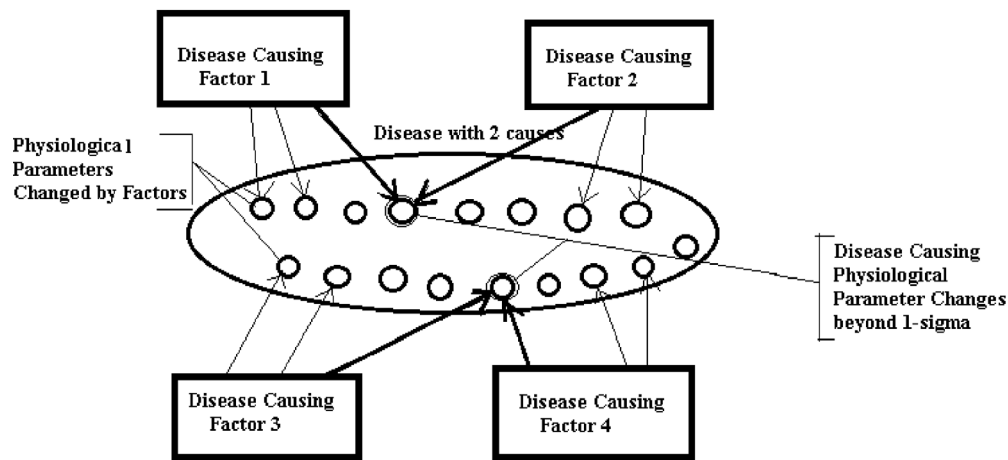 Disease Causing
Factor 1
Disease Causing
Factor 2
Disease with 2 causes
Physiological
Parameters
Changed by Factors
Disease Causing
Physiological
Parameter Changes
beyond 1-sigma
Disease Causing
Factor 3
Disease Causing
Factor 4